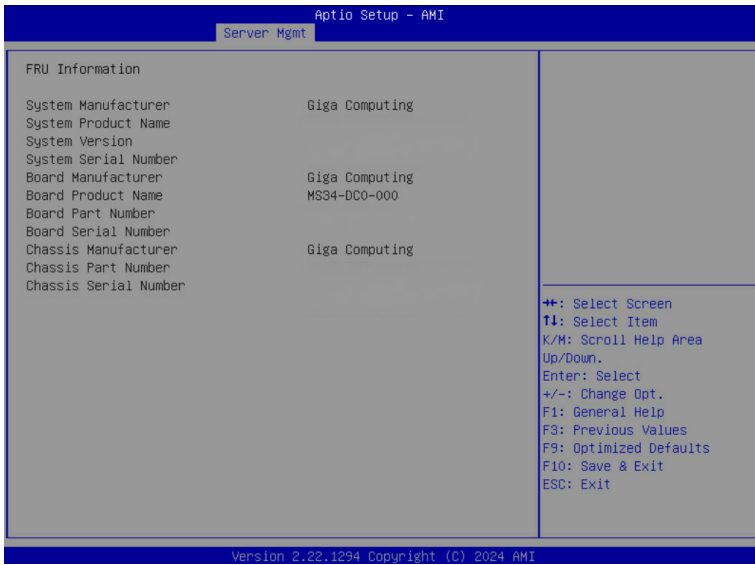 Aptio Setup - AMI
Server Mgmt
FRU Information
System Manufacturer Giga Computing
System Product Name
System Version
System Serial Number
Board Manufacturer Giga Computing
Board Product Name MS34-DC0-000
Board Part Number
Board Serial Number
Chassis Manufacturer Giga Computing
Chassis Part Number
Chassis Serial Number
→←: Select Screen
↑↓: Select Item
K/M: Scroll Help Area
Up/Down.
Enter: Select
+/-: Change Opt.
F1: General Help
F3: Previous Values
F9: Optimized Defaults
F10: Save & Exit
ESC: Exit
Version 2.22.1294 Copyright (C) 2024 AMI